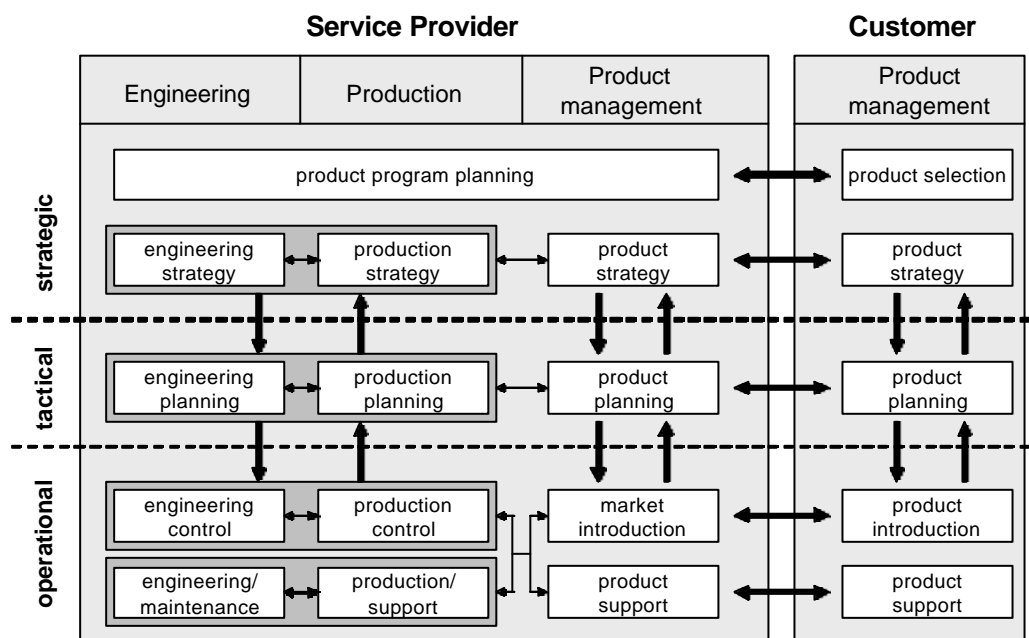 Service Provider
Customer
Engineering
Production
Product
management
Product
management
strategic
product program planning
product selection
engineering
strategy
production
strategy
product
strategy
product
strategy
tactical
engineering
planning
production
planning
product
planning
product
planning
operational
engineering
control
production
control
market
introduction
product
introduction
engineering/
maintenance
production/
support
product
support
product
support